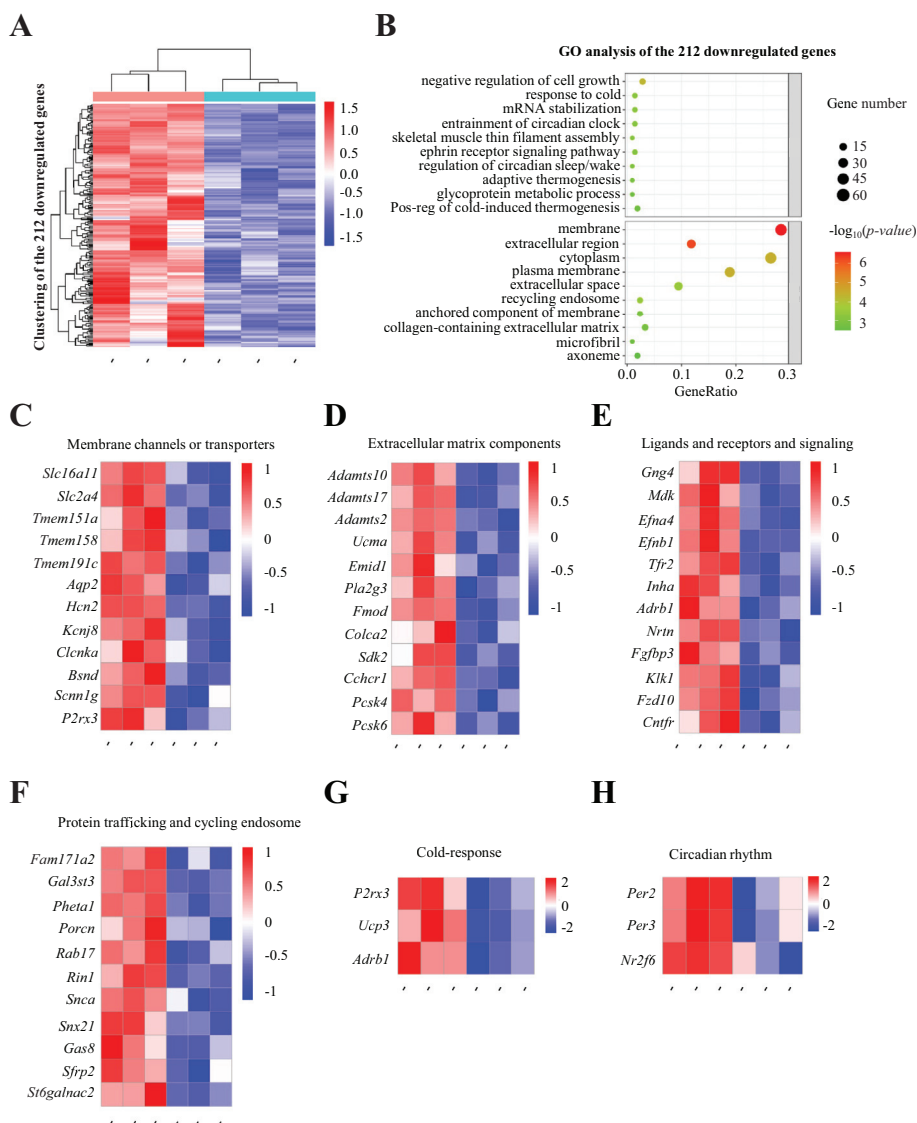 A
Clustering of the 212 downregulated genes
1.5
1.0
0.5
0.0
-0.5
-1.0
-1.5
B
GO analysis of the 212 downregulated genes
negative regulation of cell growth
response to cold
mRNA stabilization
entrainment of circadian clock
skeletal muscle thin filament assembly
ephrin receptor signaling pathway
regulation of circadian sleep/wake
adaptive thermogenesis
glycoprotein metabolic process
Pos-reg of cold-induced thermogenesis
membrane
extracellular region
cytoplasm
plasma membrane
extracellular space
recycling endosome
anchored component of membrane
collagen-containing extracellular matrix
microfibril
axoneme
0.0 0.1 0.2 0.3
GeneRatio
Gene number
15
30
45
60
-log10(p-value)
6
5
4
3
C
Membrane channels or transporters
Slc16a11
Slc2a4
Tmem151a
Tmem158
Tmem191c
Aqp2
Hcn2
Kcnj8
Clcnka
Bsnd
Scnn1g
P2rx3
1
0.5
0
-0.5
-1
D
Extracellular matrix components
Adamts10
Adamts17
Adamts2
Ucma
Emid1
Pla2g3
Fmod
Colca2
Sdk2
Cchcr1
Pcsk4
Pcsk6
1
0.5
0
-0.5
-1
E
Ligands and receptors and signaling
Gng4
Mdk
Efna4
Efnb1
Tfr2
Inha
Adrb1
Nrtn
Fgfbp3
Klk1
Fzd10
Cntfr
1
0.5
0
-0.5
-1
F
Protein trafficking and cycling endosome
Fam171a2
Gal3st3
Pheta1
Porcn
Rab17
Rin1
Snca
Snx21
Gas8
Sfrp2
St6galnac2
1
0.5
0
-0.5
-1
G
Cold-response
P2rx3
Ucp3
Adrb1
2
0
-2
H
Circadian rhythm
Per2
Per3
Nr2f6
2
0
-2